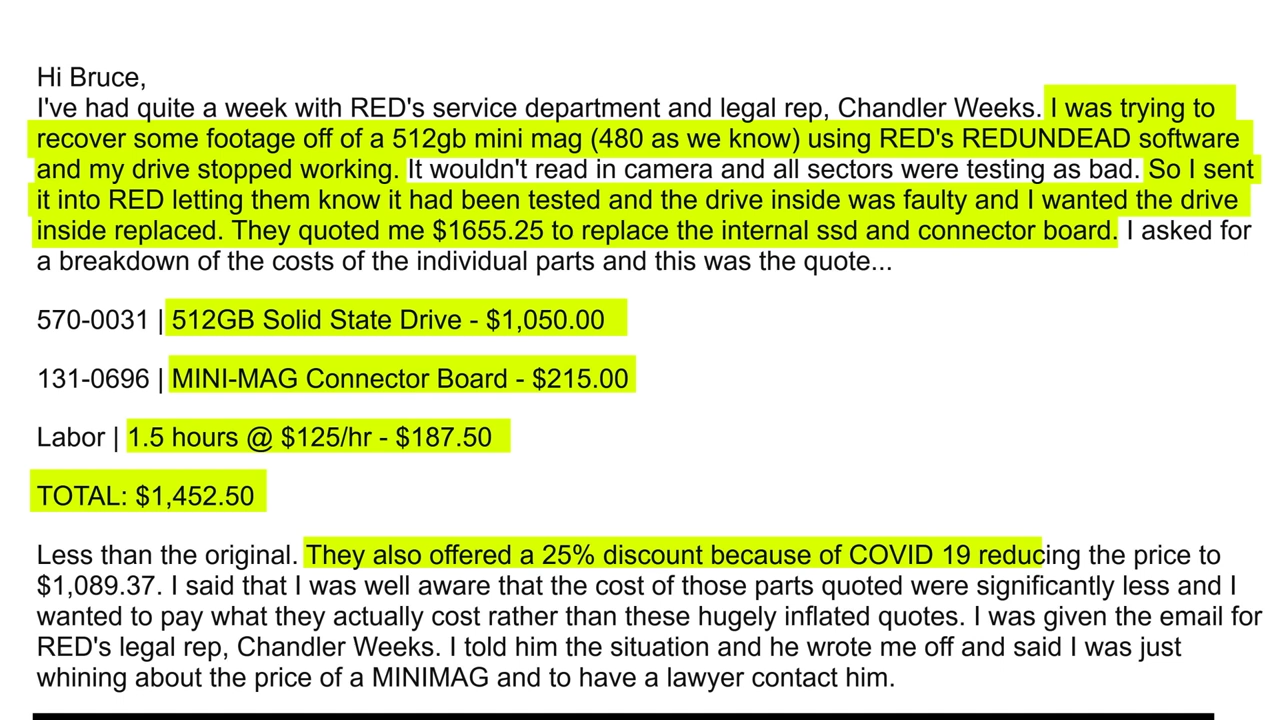 Hi Bruce,
I've had quite a week with RED's service department and legal rep, Chandler Weeks. I was trying to
recover some footage off of a 512gb mini mag (480 as we know) using RED's REDUNDEAD software
and my drive stopped working. It wouldn't read in camera and all sectors were testing as bad. So I sent
it into RED letting them know it had been tested and the drive inside was faulty and I wanted the drive
inside replaced. They quoted me $1655.25 to replace the internal ssd and connector board. I asked for
a breakdown of the costs of the individual parts and this was the quote...
570-0031 | 512GB Solid State Drive - $1,050.00
131-0696 | MINI-MAG Connector Board - $215.00
Labor | 1.5 hours @ $125/hr - $187.50
TOTAL: $1,452.50
Less than the original. They also offered a 25% discount because of COVID 19 reducing the price to
$1,089.37. I said that I was well aware that the cost of those parts quoted were significantly less and I
wanted to pay what they actually cost rather than these hugely inflated quotes. I was given the email for
RED's legal rep, Chandler Weeks. I told him the situation and he wrote me off and said I was just
whining about the price of a MINIMAG and to have a lawyer contact him.